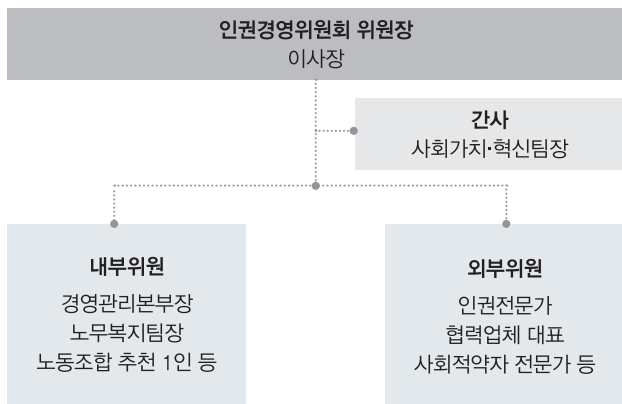 인권경영위원회 위원장
이사장
간사
사회가치·혁신팀장
내부위원
경영관리본부장
노무복지팀장
노동조합 추천 1인 등
외부위원
인권전문가
협력업체 대표
사회적약자 전문가 등